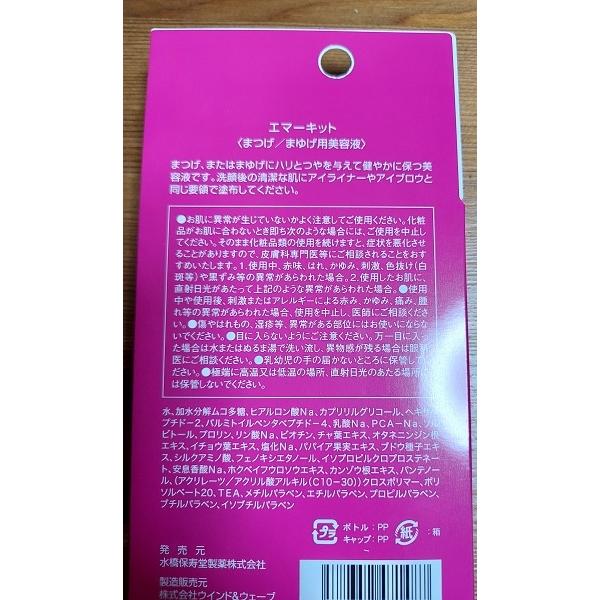 エマーキット
〈まつげ／まゆげ用美容液〉
まつげ、またはまゆげにハリとつやを与えて健やかに保つ美
容液です。洗顔後の清潔な肌にアイライナーやアイブロウと
同じ要領で塗布してください。
●お肌に異常が生じていないかよく注意してご使用ください。化粧
品がお肌に合わないとき即ち次のような場合には、ご使用を中止し
てください。そのまま化粧品類の使用を続けますと、症状を悪化させ
ることがありますので、皮膚科専門医等にご相談されることをおす
すめいたします。1.使用中、赤味、はれ、かゆみ、刺激、色抜け(白
斑等)や黒ずみ等の異常があらわれた場合。2.使用したお肌に、
直射日光があたって上記のような異常があらわれた場合。●使用
中や使用後、刺激またはアレルギーによる赤み、かゆみ、痛み、腫
れ等の異常があらわれた場合、使用を中止し、医師にご相談くださ
い。●傷やはれもの、湿疹等、異常がある部位にはお使いにならな
いでください。●目に入らないようにご注意ください。万一目に入っ
た場合は水またはぬるま湯で洗い流し、異物感が残る場合は眼科
医にご相談ください。●乳幼児の手の届かないところに保管してくだ
さい。●極端に高温又は低温の場所、直射日光のあたる場所に
は保管しないでください。
水、加水分解ムコ多糖、ヒアルロン酸Na、カプリリルグリコール、ヘキサペ
プチド-2、パルミトイルペンタペプチド-4、乳酸Na、PCA-Na、ソル
ビトール、プロリン、リン酸Na、ビオチン、チャ葉エキス、オタネニンジン根
エキス、イチョウ葉エキス、塩化Na、パパイア果実エキス、ブドウ種子エキ
ス、シルクアミノ酸、フェノキシエタノール、イソプロピルクロプロステネー
ト、安息香酸Na、ホクベイフウロソウエキス、カンゾウ根エキス、パンテノー
ル、(アクリレーツ/アクリル酸アルキル(C10-30))クロスポリマー、ポリ
ソルベート20、TEA、メチルパラベン、エチルパラベン、プロピルパラベン、
ブチルパラベン、イソブチルパラベン
プラ ボトル：PP 紙 ：箱
キャップ：PP
発売元
水橋保寿堂製薬株式会社
製造販売元
株式会社ウインド&ウェーブ